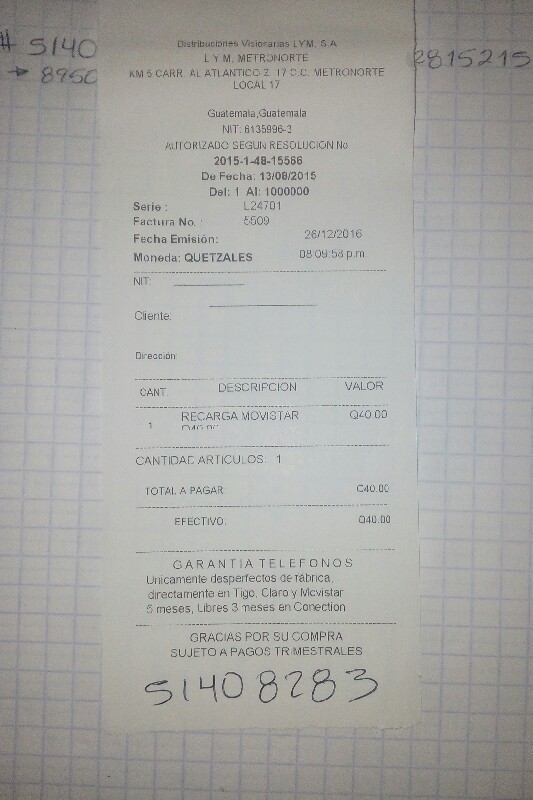 # 5140
→ 8950
2815215
Distribuciones Visionarias LYM, S.A
L Y M, METRONORTE
KM 5 CARR. AL ATLANTICO Z. 17 C.C. METRONORTE
LOCAL 17
Guatemala,Guatemala
NIT: 6135996-3
AUTORIZADO SEGUN RESOLUCION No
2015-1-48-15566
De Fecha: 13/08/2015
Del: 1 Al: 1000000
Serie : L24701
Factura No. : 5509
Fecha Emisión: 26/12/2016
Moneda: QUETZALES 08:09:58 p.m
NIT:
Cliente:
Dirección:
CANT. DESCRIPCION VALOR
1 RECARGA MOVISTAR Q40.00
CANTIDAD ARTICULOS: 1
TOTAL A PAGAR: Q40.00
EFECTIVO: Q40.00
GARANTIA TELEFONOS
Unicamente desperfectos de fábrica,
directamente en Tigo, Claro y Movistar
6 meses, Libres 3 meses en Conection
GRACIAS POR SU COMPRA
SUJETO A PAGOS TRIMESTRALES
51408283